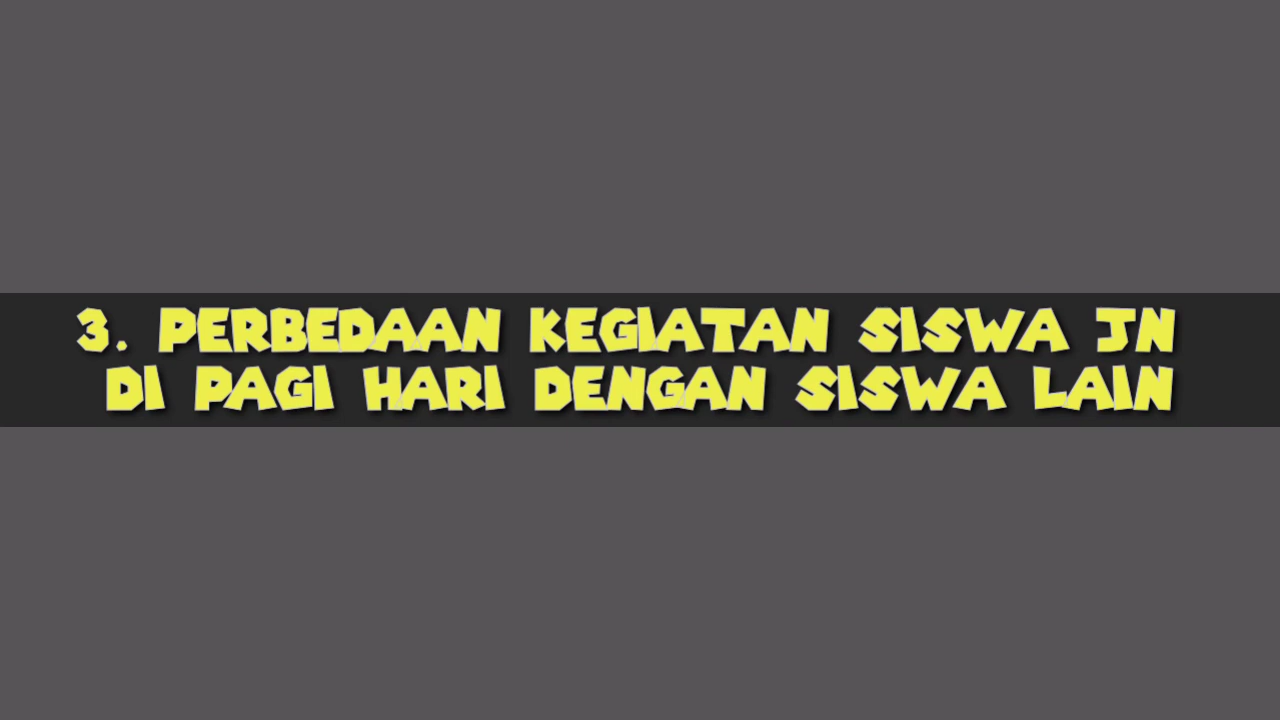 3. PERBEDAAN KEGIATAN SISWA JN
DI PAGI HARI DENGAN SISWA LAIN